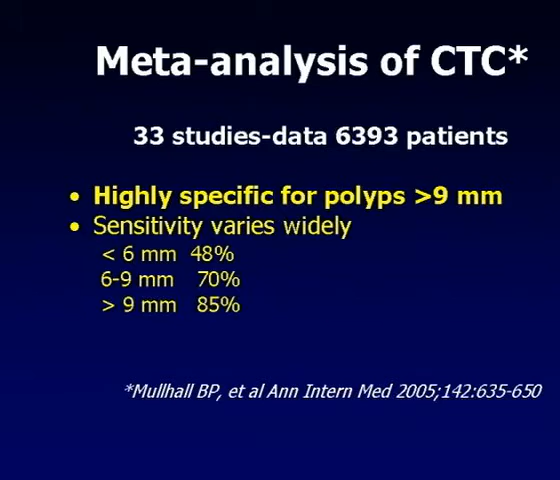 Meta-analysis of CTC*
33 studies-data 6393 patients
• Highly specific for polyps >9 mm
• Sensitivity varies widely
< 6 mm 48%
6-9 mm 70%
> 9 mm 85%
*Mullhall BP, et al Ann Intern Med 2005;142:635-650